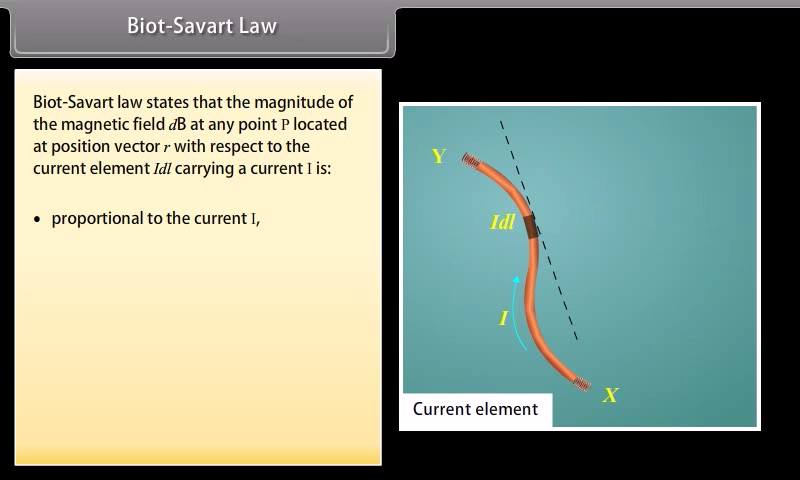 Biot-Savart Law
Biot-Savart law states that the magnitude of
the magnetic field dB at any point P located
at position vector r with respect to the
current element Idl carrying a current I is:
• proportional to the current I,
Y
Idl
I
X
Current element